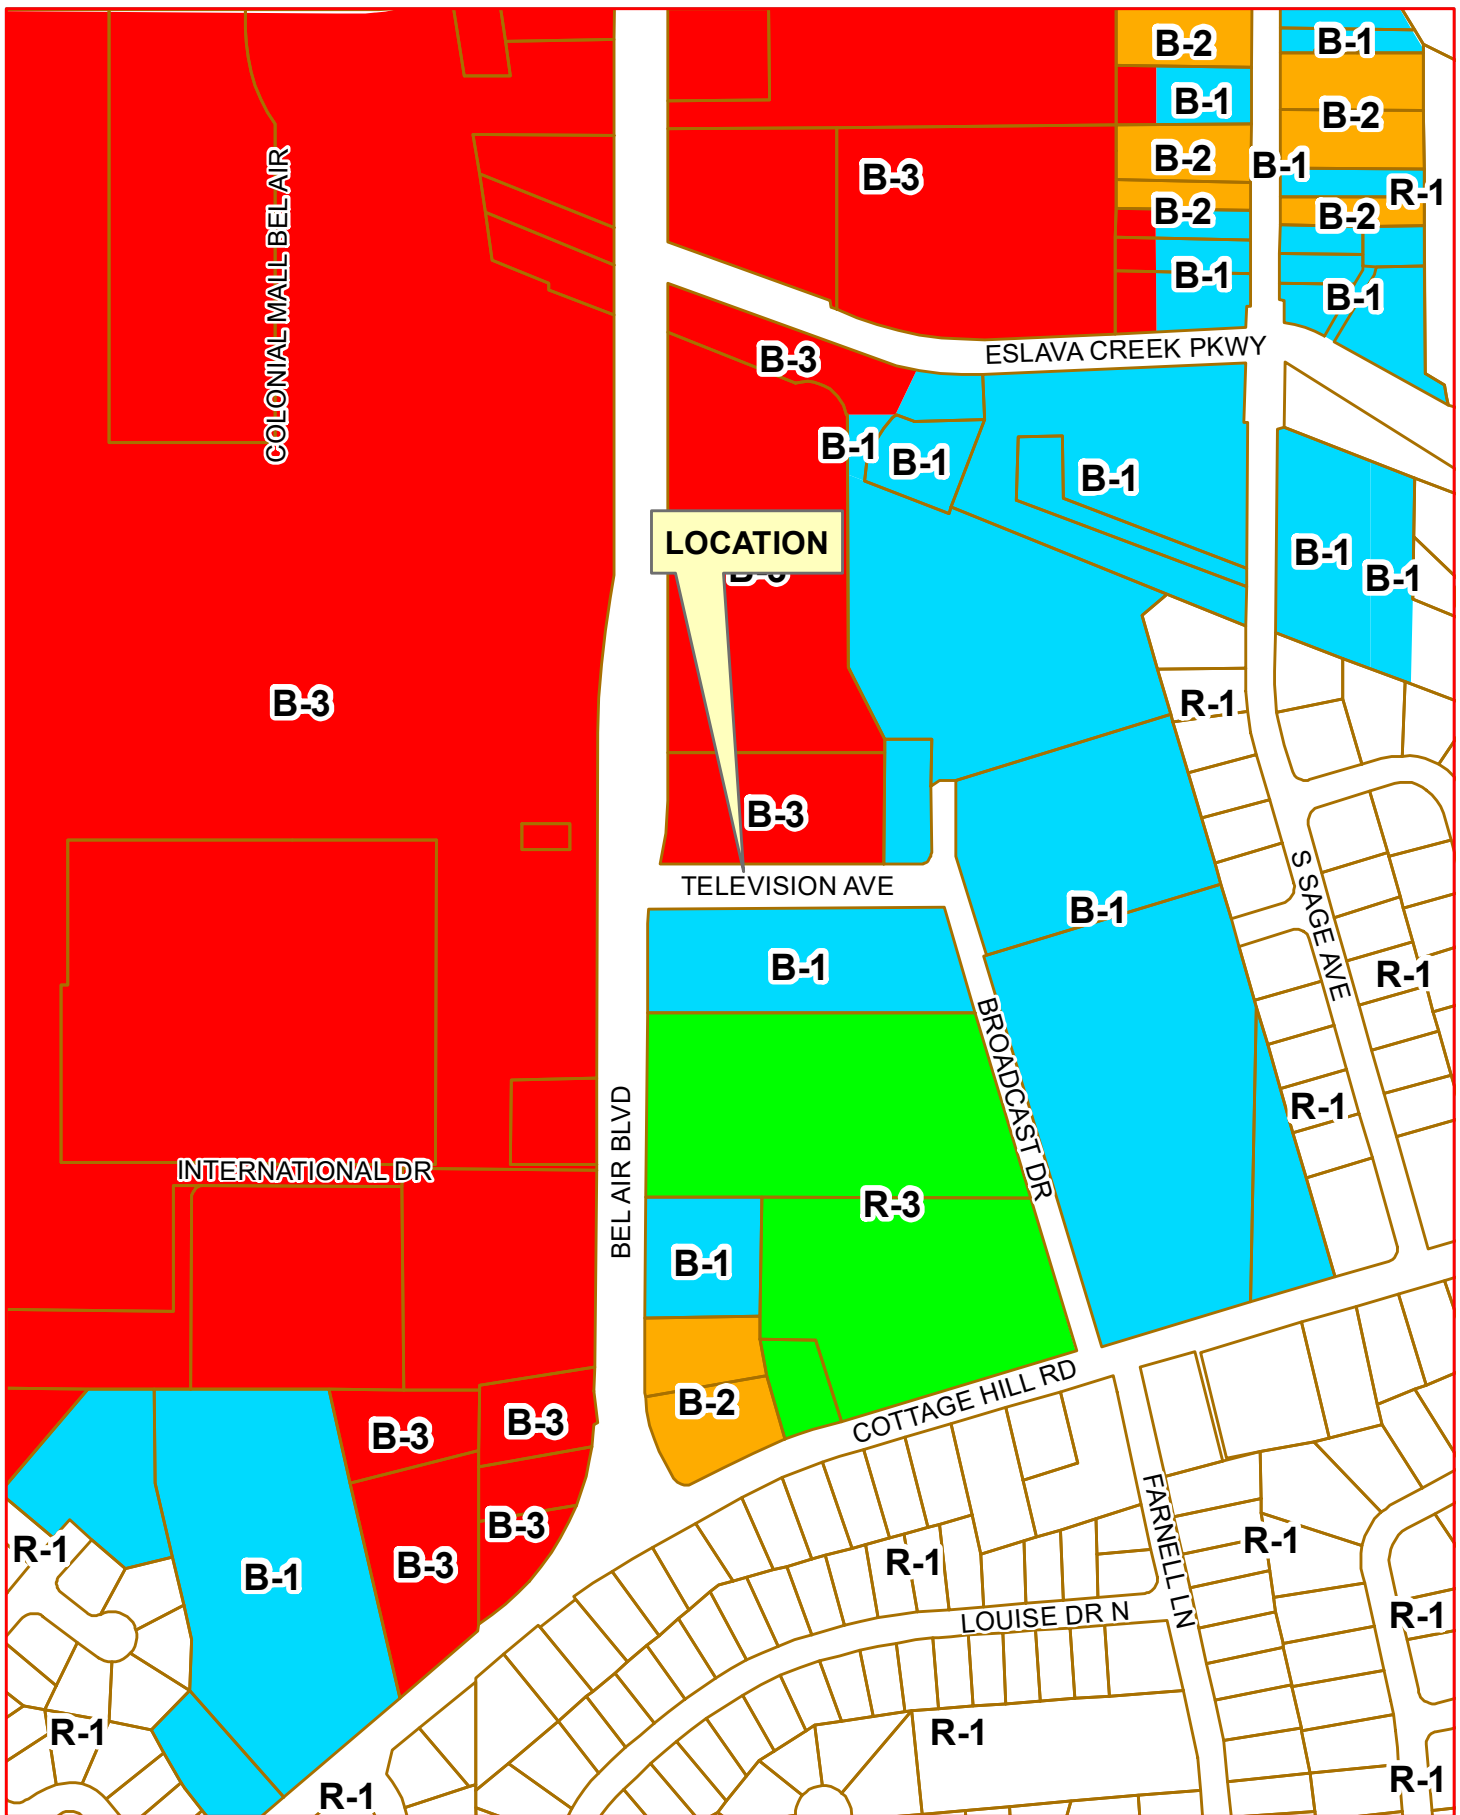 B-2
B-1
B-1
B-2
B-2
B-1
R-1
B-3
B-2
B-2
B-1
B-1
COLONIAL MALL BEL AIR
ESLAVA CREEK PKWY
B-3
B-1
B-1
B-1
LOCATION
B-3
B-1
B-1
B-3
R-1
B-3
TELEVISION AVE
S SAGE AVE
B-1
B-1
R-1
BROADCAST DR
R-1
BEL AIR BLVD
INTERNATIONAL DR
R-3
B-1
B-2
COTTAGE HILL RD
B-3
B-3
B-3
FARNELL LN
R-1
R-1
B-1
B-3
R-1
LOUISE DR N
R-1
R-1
R-1
R-1
R-1